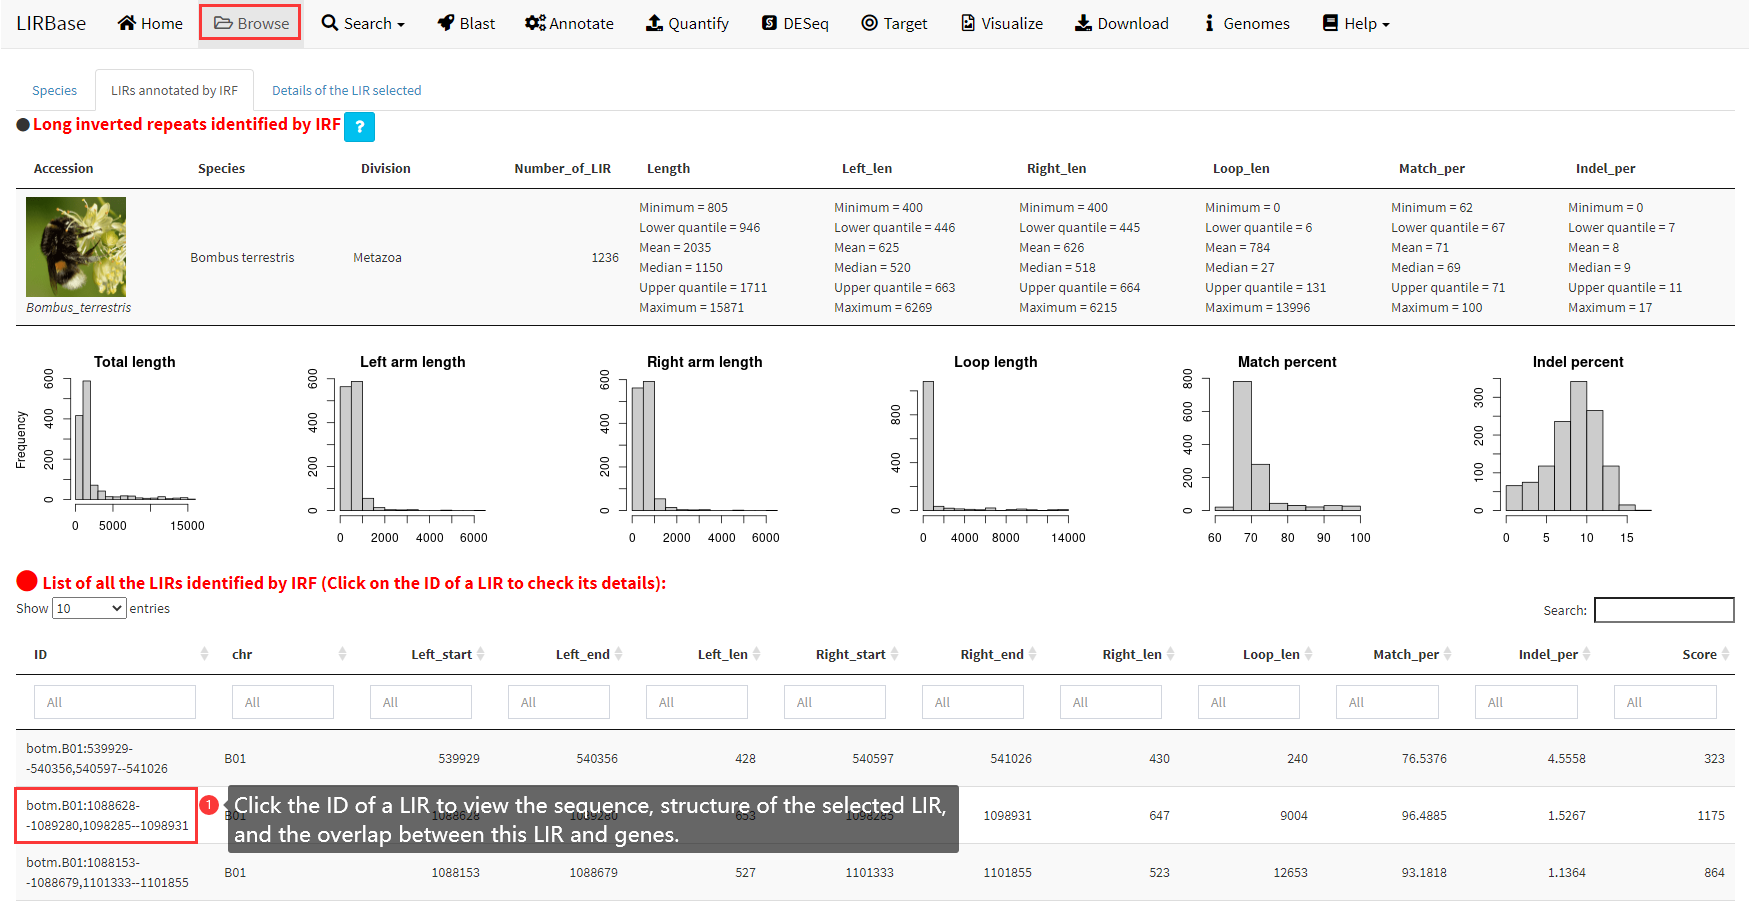 LIRBase Home Browse Search Blast Annotate Quantify DESeq Target Visualize Download Genomes Help
Species LIRs annotated by IRF Details of the LIR selected
Long inverted repeats identified by IRF ?
Accession Species Division Number_of_LIR Length Left_len Right_len Loop_len Match_per Indel_per
Minimum = 805 Minimum = 400 Minimum = 400 Minimum = 0 Minimum = 62 Minimum = 0
Lower quantile = 946 Lower quantile = 446 Lower quantile = 445 Lower quantile = 6 Lower quantile = 67 Lower quantile = 7
Mean = 2035 Mean = 625 Mean = 626 Mean = 784 Mean = 71 Mean = 8
Bombus terrestris Metazoa 1236
Median = 1150 Median = 520 Median = 518 Median = 27 Median = 69 Median = 9
Upper quantile = 1711 Upper quantile = 663 Upper quantile = 664 Upper quantile = 131 Upper quantile = 71 Upper quantile = 11
Bombus_terrestris Maximum = 15871 Maximum = 6269 Maximum = 6215 Maximum = 13996 Maximum = 100 Maximum = 17
Total length
Frequency
600
400
200
0
0 5000 15000
Left arm length
600
400
200
0
0 2000 4000 6000
Right arm length
600
400
200
0
0 2000 4000 6000
Loop length
800
400
0
0 4000 8000 14000
Match percent
800
600
400
200
0
60 70 80 90 100
Indel percent
300
200
100
0
0 5 10 15
List of all the LIRs identified by IRF (Click on the ID of a LIR to check its details):
Show 10 entries Search:
ID chr Left_start Left_end Left_len Right_start Right_end Right_len Loop_len Match_per Indel_per Score
All All All All All All All All All All All All
botm.B01:539929-
-540356,540597--541026 B01 539929 540356 428 540597 541026 430 240 76.5376 4.5558 323
botm.B01:1088628-
-1089280,1098285--1098931 B01 1088628 1089280 653 1098285 1098931 647 9004 96.4885 1.5267 1175
1 Click the ID of a LIR to view the sequence, structure of the selected LIR,
and the overlap between this LIR and genes.
botm.B01:1088153-
-1088679,1101333--1101855 B01 1088153 1088679 527 1101333 1101855 523 12653 93.1818 1.1364 864